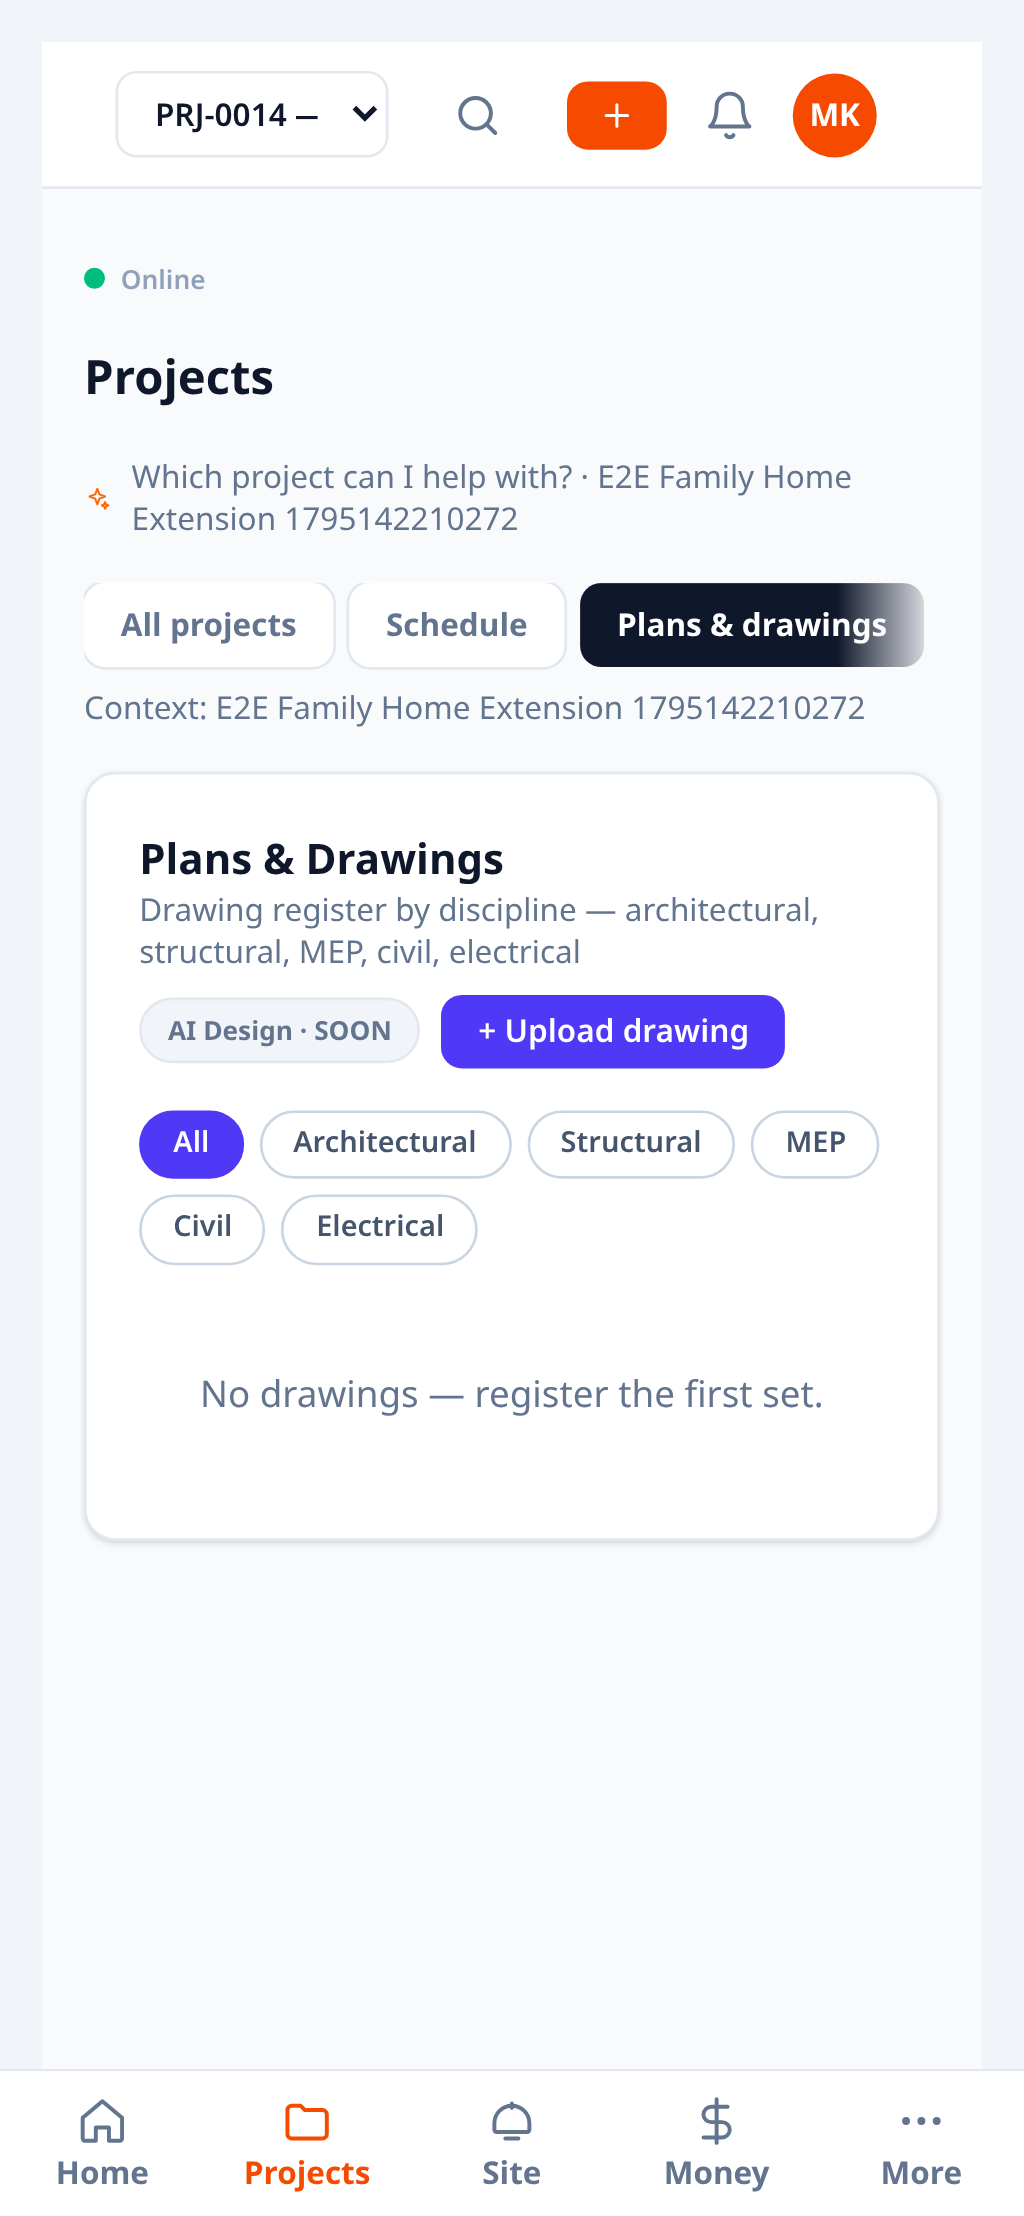 PRJ-0014 —
+
MK
Online
Projects
Which project can I help with? · E2E Family Home
Extension 1795142210272
All projects
Schedule
Plans & drawings
Context: E2E Family Home Extension 1795142210272
Plans & Drawings
Drawing register by discipline — architectural,
structural, MEP, civil, electrical
AI Design · SOON
+ Upload drawing
All
Architectural
Structural
MEP
Civil
Electrical
No drawings — register the first set.
Home
Projects
Site
Money
More